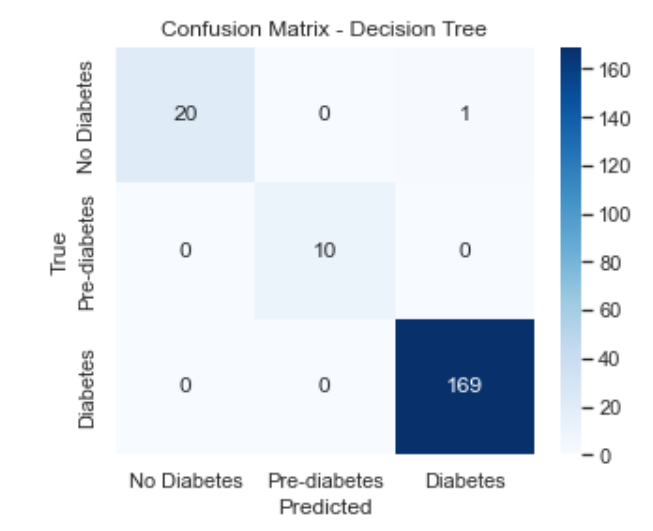 Confusion Matrix - Decision Tree
No Diabetes
20 0 1
Pre-diabetes
0 10 0
Diabetes
0 0 169
True
No Diabetes Pre-diabetes Diabetes
Predicted
160
140
120
100
80
60
40
20
0